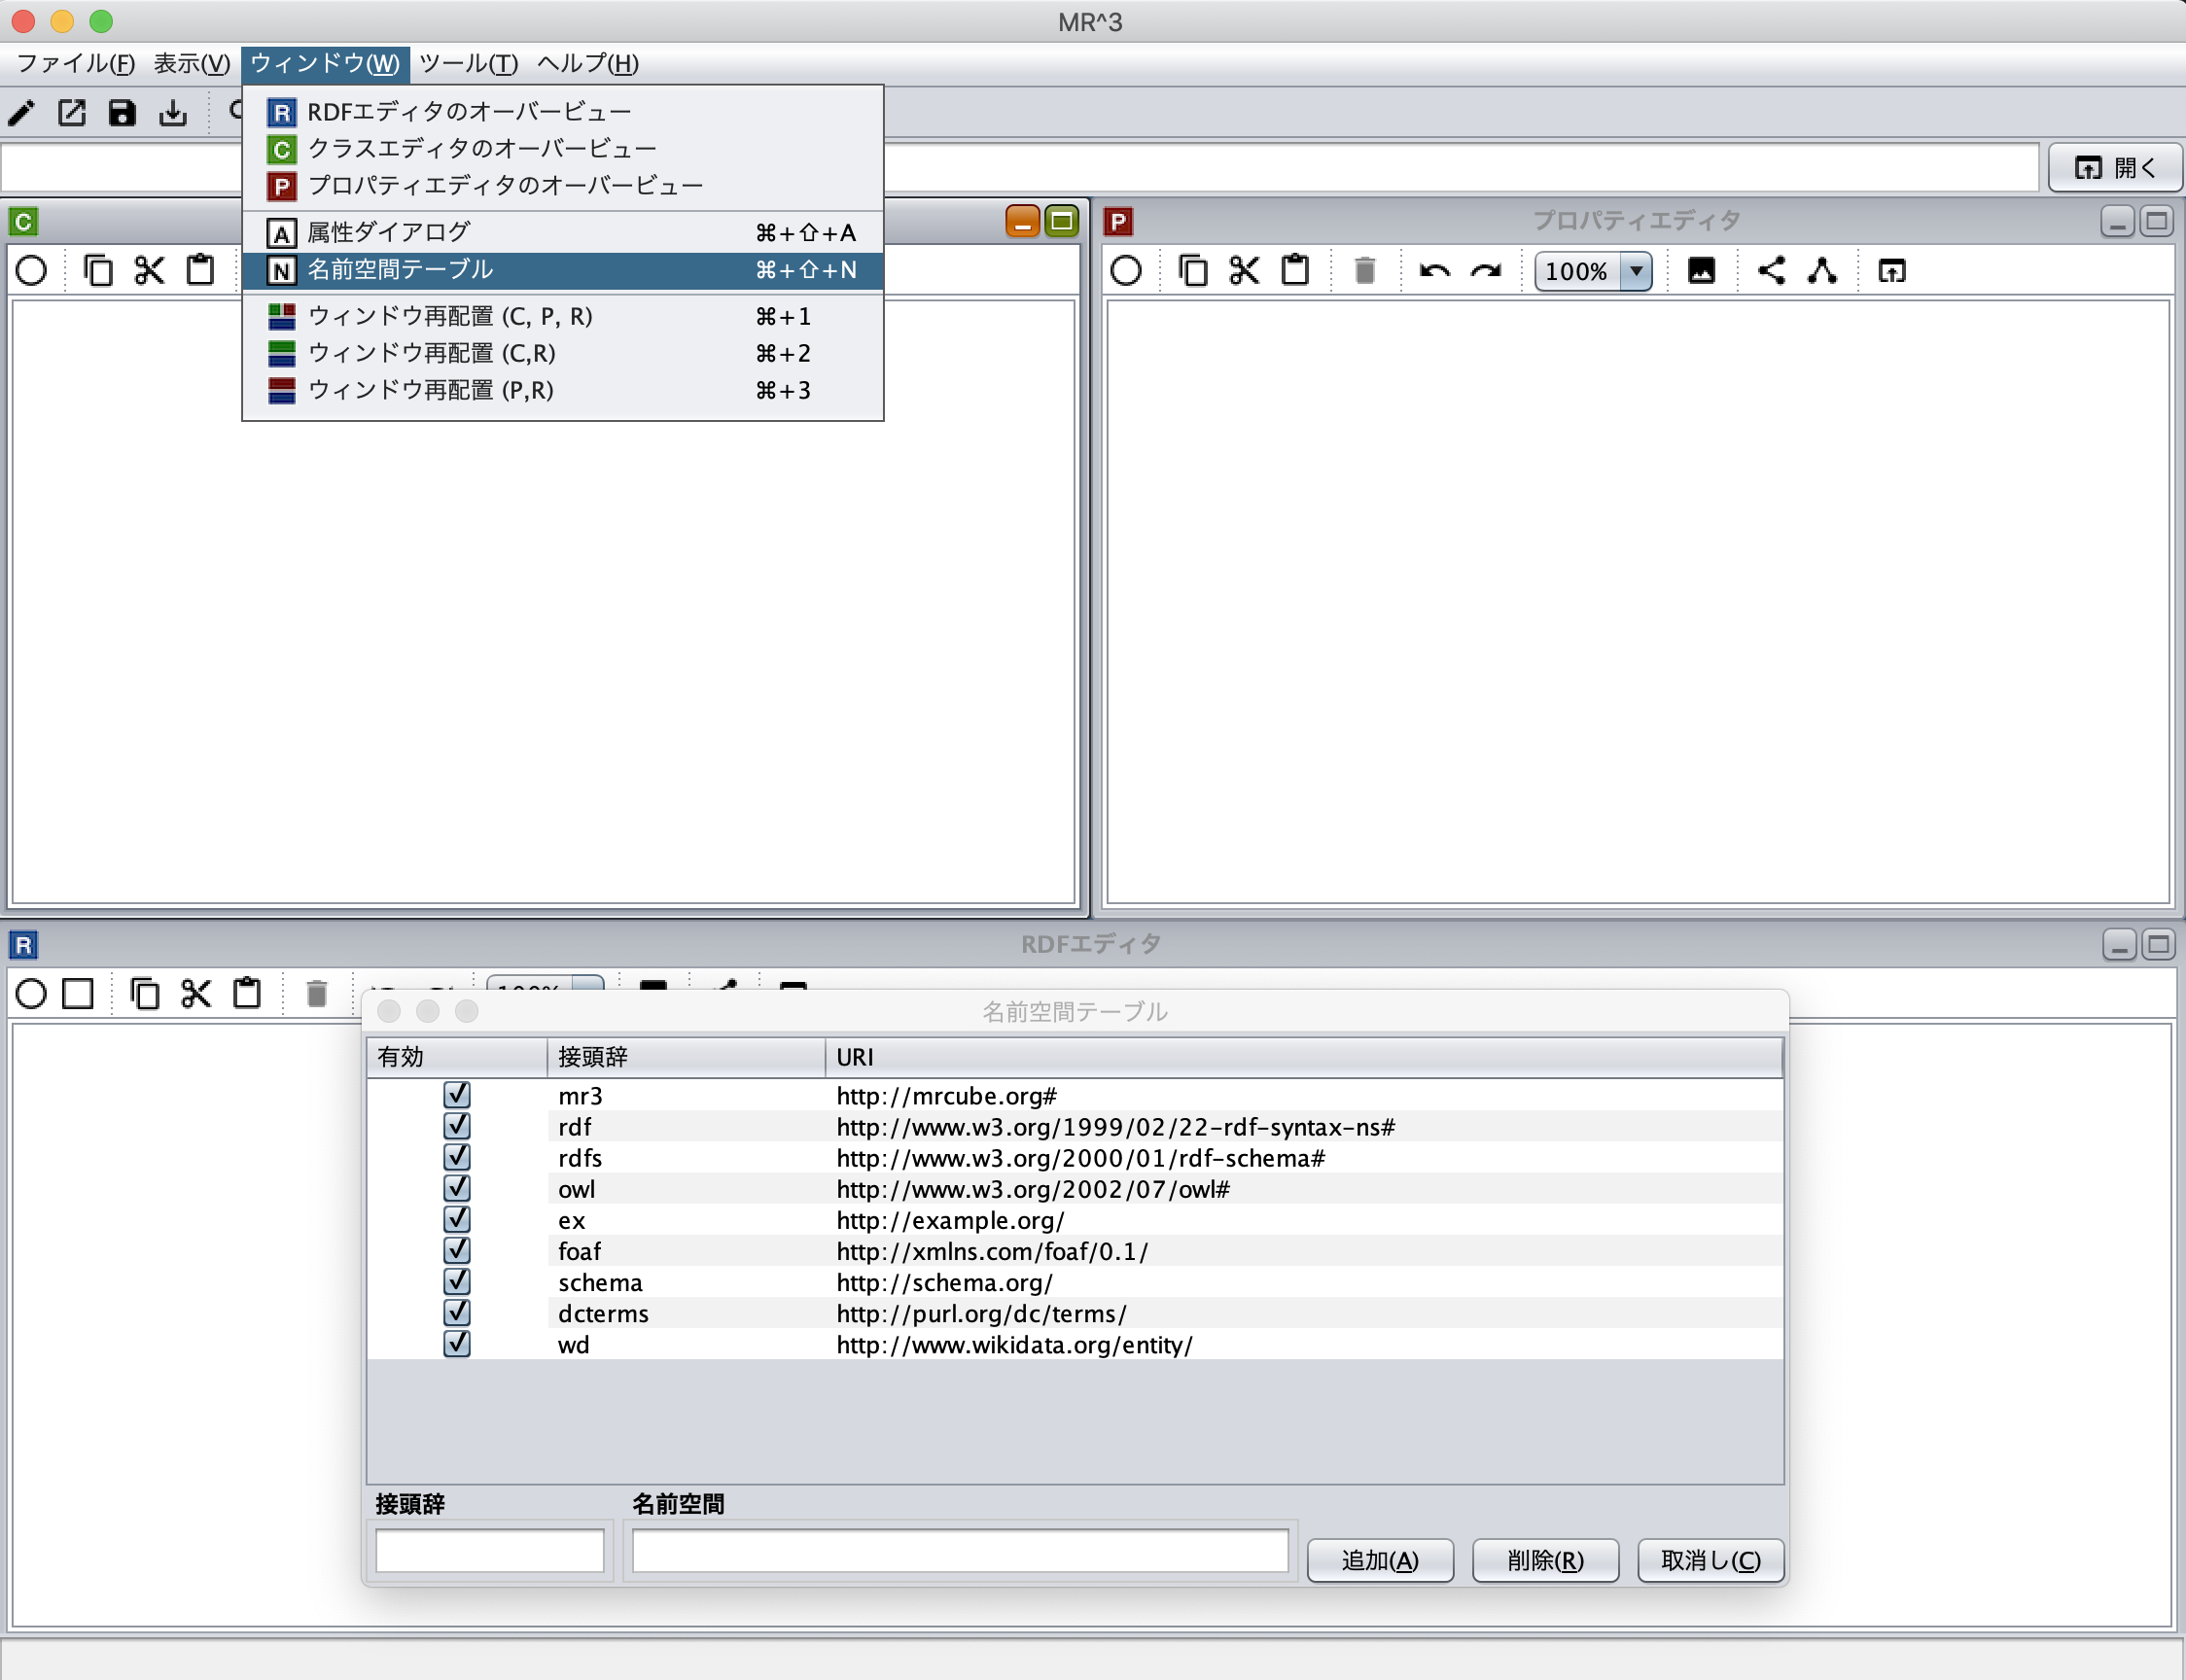 MR^3
ファイル(F) 表示(V) ウィンドウ(W) ツール(T) ヘルプ(H)
R RDFエディタのオーバービュー
C クラスエディタのオーバービュー
P プロパティエディタのオーバービュー
A 属性ダイアログ ⌘+⇧+A
N 名前空間テーブル ⌘+⇧+N
ウィンドウ再配置 (C, P, R) ⌘+1
ウィンドウ再配置 (C,R) ⌘+2
ウィンドウ再配置 (P,R) ⌘+3
開く
C
P プロパティエディタ
100%
R RDFエディタ
名前空間テーブル
有効 接頭辞 URI
mr3 http://mrcube.org#
rdf http://www.w3.org/1999/02/22-rdf-syntax-ns#
rdfs http://www.w3.org/2000/01/rdf-schema#
owl http://www.w3.org/2002/07/owl#
ex http://example.org/
foaf http://xmlns.com/foaf/0.1/
schema http://schema.org/
dcterms http://purl.org/dc/terms/
wd http://www.wikidata.org/entity/
接頭辞 名前空間
追加(A) 削除(R) 取消し(C)